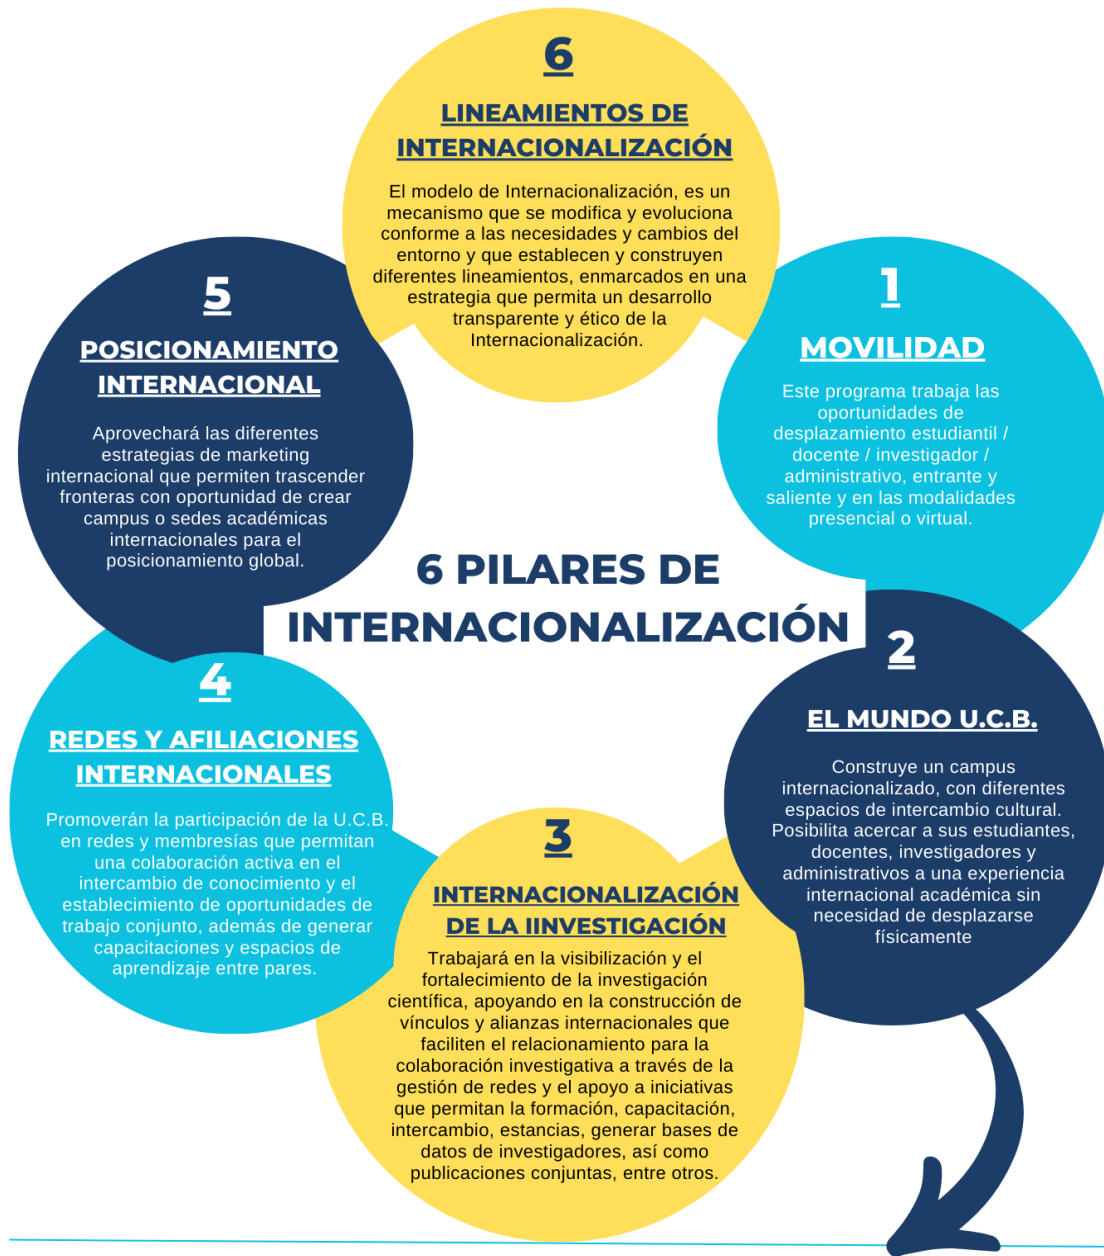 6
LINEAMIENTOS DE
INTERNACIONALIZACIÓN
El modelo de Internacionalización, es un
mecanismo que se modifica y evoluciona
conforme a las necesidades y cambios del
entorno y que establecen y construyen
diferentes lineamientos, enmarcados en una
estrategia que permita un desarrollo
transparente y ético de la
Internacionalización.
1
MOVILIDAD
Este programa trabaja las
oportunidades de
desplazamiento estudiantil /
docente / investigador /
administrativo, entrante y
saliente y en las modalidades
presencial o virtual.
5
POSICIONAMIENTO
INTERNACIONAL
Aprovechará las diferentes
estrategias de marketing
internacional que permiten trascender
fronteras con oportunidad de crear
campus o sedes académicas
internacionales para el
posicionamiento global.
6 PILARES DE
INTERNACIONALIZACIÓN
2
EL MUNDO U.C.B.
Construye un campus
internacionalizado, con diferentes
espacios de intercambio cultural.
Posibilita acercar a sus estudiantes,
docentes, investigadores y
administrativos a una experiencia
internacional académica sin
necesidad de desplazarse
físicamente
4
REDES Y AFILIACIONES
INTERNACIONALES
Promoverán la participación de la U.C.B.
en redes y membresías que permitan
una colaboración activa en el
intercambio de conocimiento y el
establecimiento de oportunidades de
trabajo conjunto, además de generar
capacitaciones y espacios de
aprendizaje entre pares.
3
INTERNACIONALIZACIÓN
DE LA IINVESTIGACIÓN
Trabajará en la visibilización y el
fortalecimiento de la investigación
científica, apoyando en la construcción de
vínculos y alianzas internacionales que
faciliten el relacionamiento para la
colaboración investigativa a través de la
gestión de redes y el apoyo a iniciativas
que permitan la formación, capacitación,
intercambio, estancias, generar bases de
datos de investigadores, así como
publicaciones conjuntas, entre otros.